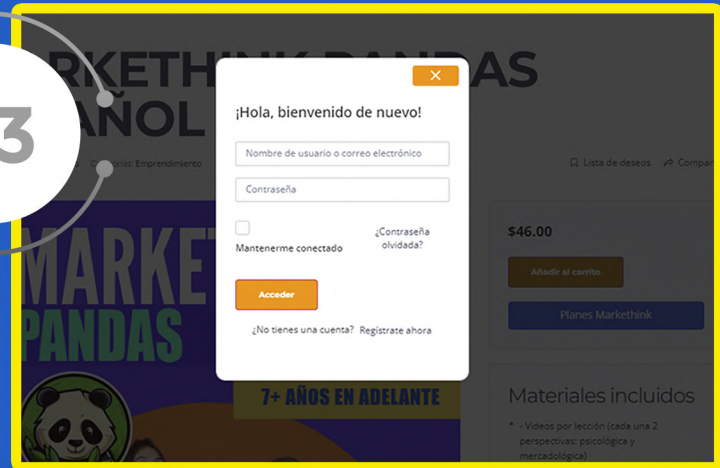 3
RKETHINK PANDAS
AÑOL
X
¡Hola, bienvenido de nuevo!
Nombre de usuario o correo electrónico
Contraseña
Mantenerme conectado
¿Contraseña
olvidada?
Acceder
¿No tienes una cuenta? Regístrate ahora
Categorías: Emprendimiento
Lista de deseos
Compar
$46.00
Añadir al carrito
Planes Markethink
MARKE
PANDAS
7+ AÑOS EN ADELANTE
Materiales incluidos
- Videos por lección (cada una 2
perspectivas: psicológica y
mercadológica)